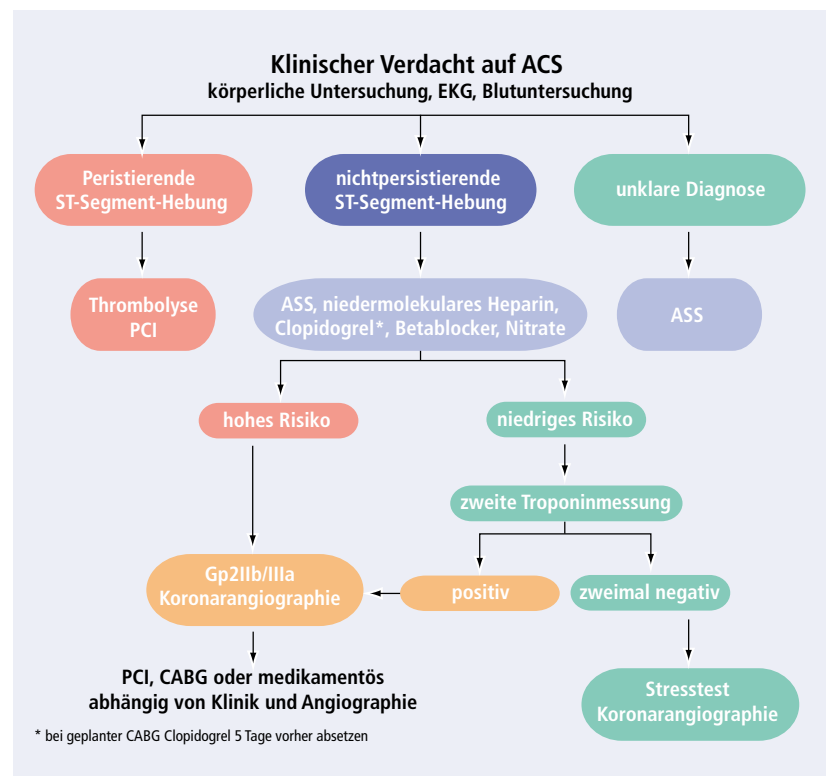 Klinischer Verdacht auf ACS
körperliche Untersuchung, EKG, Blutuntersuchung
Peristierende
ST-Segment-Hebung
nichtpersistierende
ST-Segment-Hebung
unklare Diagnose
Thrombolyse
PCI
ASS, niedermolekulares Heparin,
Clopidogrel*, Betablocker, Nitrate
ASS
hohes Risiko
niedriges Risiko
zweite Troponinmessung
Gp2IIb/IIIa
Koronarangiographie
positiv
zweimal negativ
PCI, CABG oder medikamentös
abhängig von Klinik und Angiographie
Stresstest
Koronarangiographie
* bei geplanter CABG Clopidogrel 5 Tage vorher absetzen